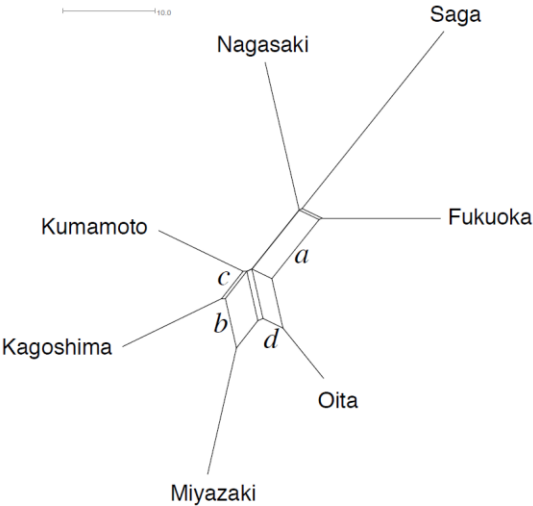 10.0
Saga
Nagasaki
Fukuoka
Kumamoto
a
c
b
d
Kagoshima
Oita
Miyazaki